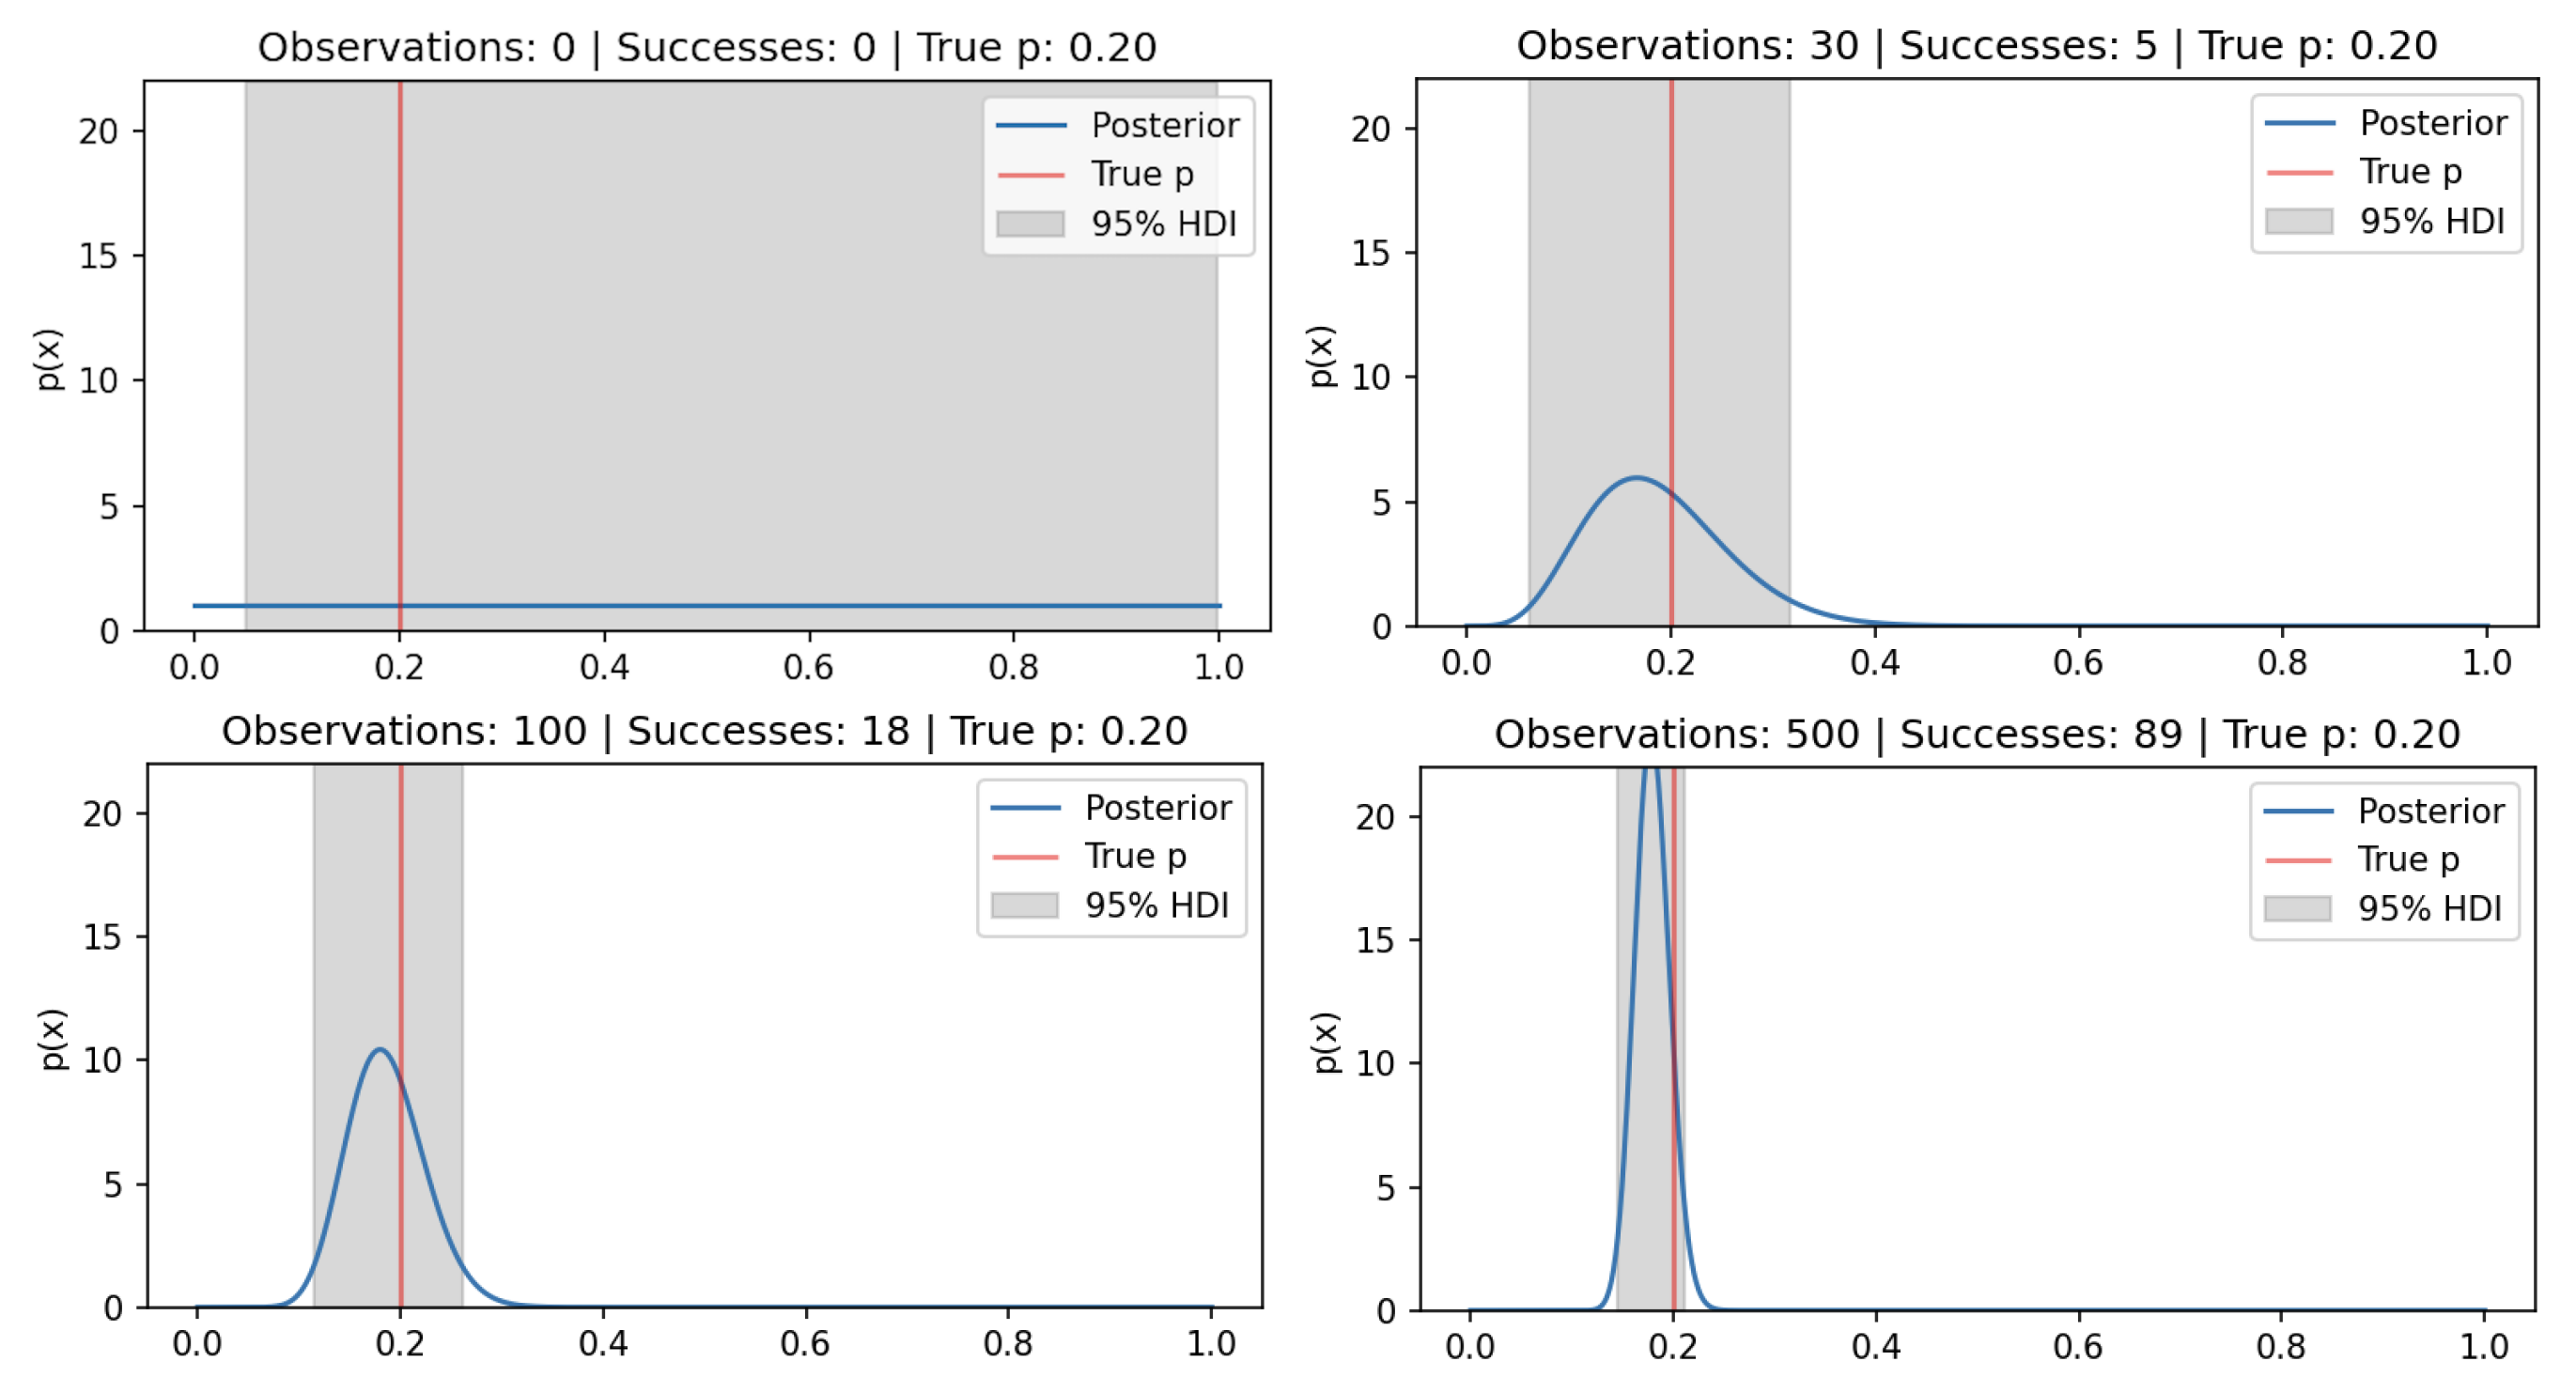 Observations: 0 | Successes: 0 | True p: 0.20
p(x)
20
15
10
5
0
0.0 0.2 0.4 0.6 0.8 1.0
Posterior
True p
95% HDI
Observations: 30 | Successes: 5 | True p: 0.20
p(x)
20
15
10
5
0
0.0 0.2 0.4 0.6 0.8 1.0
Posterior
True p
95% HDI
Observations: 100 | Successes: 18 | True p: 0.20
p(x)
20
15
10
5
0
0.0 0.2 0.4 0.6 0.8 1.0
Posterior
True p
95% HDI
Observations: 500 | Successes: 89 | True p: 0.20
p(x)
20
15
10
5
0
0.0 0.2 0.4 0.6 0.8 1.0
Posterior
True p
95% HDI